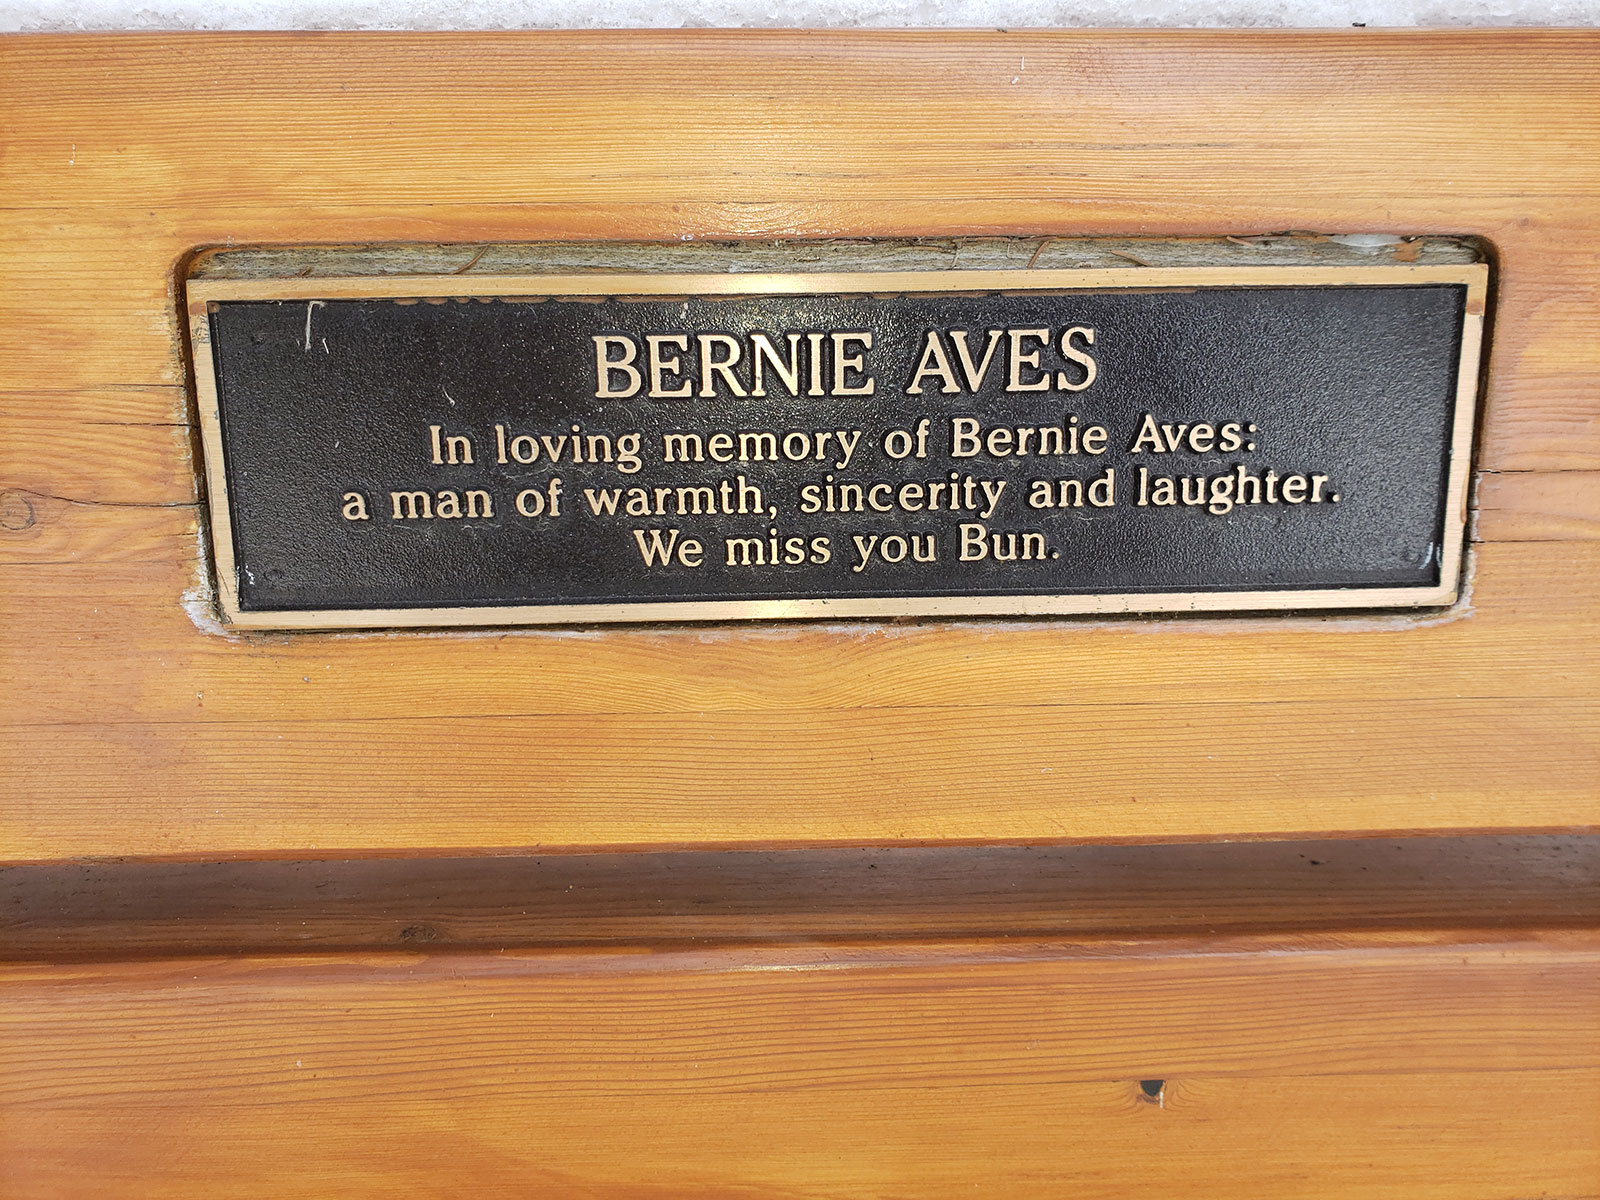 BERNIE AVES
In loving memory of Bernie Aves:
a man of warmth, sincerity and laughter.
We miss you Bun.